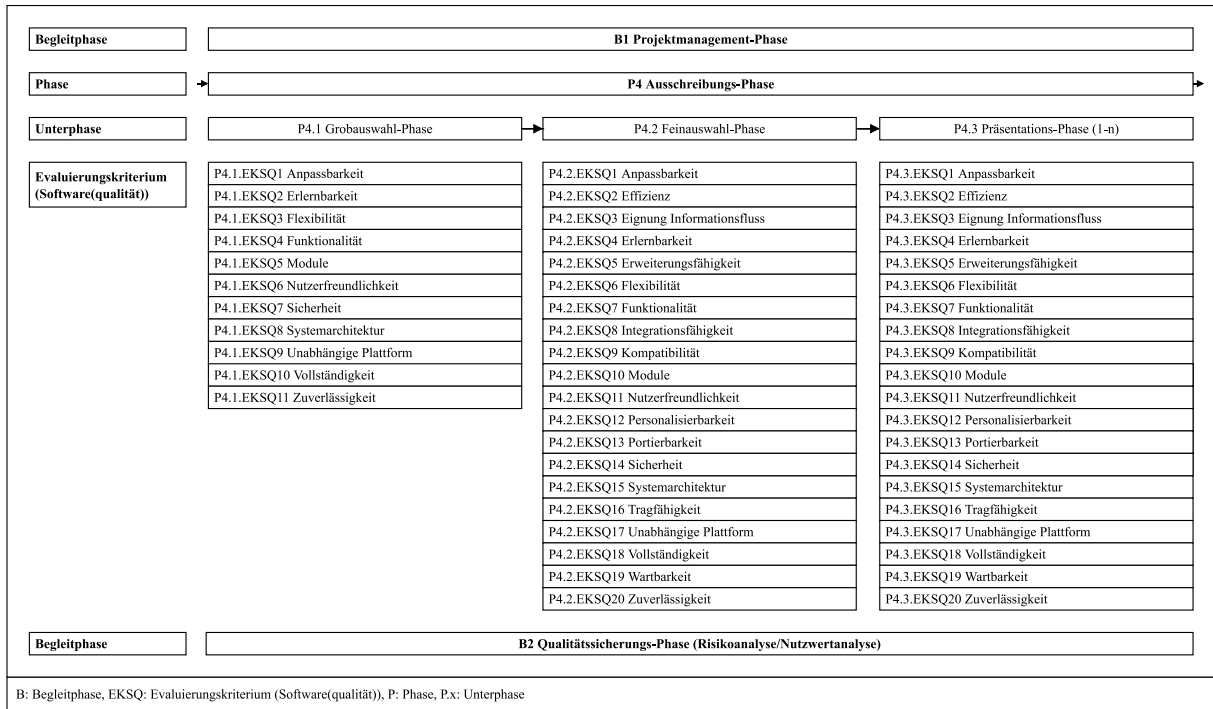 Begleitphase
B1 Projektmanagement-Phase
Phase
P4 Ausschreibungs-Phase
Unterphase
P4.1 Grobauswahl-Phase
P4.2 Feinauswahl-Phase
P4.3 Präsentations-Phase (1-n)
Evaluierungskriterium
(Software(qualität))
P4.1.EKSQ1 Anpassbarkeit
P4.1.EKSQ2 Erlernbarkeit
P4.1.EKSQ3 Flexibilität
P4.1.EKSQ4 Funktionalität
P4.1.EKSQ5 Module
P4.1.EKSQ6 Nutzerfreundlichkeit
P4.1.EKSQ7 Sicherheit
P4.1.EKSQ8 Systemarchitektur
P4.1.EKSQ9 Unabhängige Plattform
P4.1.EKSQ10 Vollständigkeit
P4.1.EKSQ11 Zuverlässigkeit
P4.2.EKSQ1 Anpassbarkeit
P4.2.EKSQ2 Effizienz
P4.2.EKSQ3 Eignung Informationsfluss
P4.2.EKSQ4 Erlernbarkeit
P4.2.EKSQ5 Erweiterungsfähigkeit
P4.2.EKSQ6 Flexibilität
P4.2.EKSQ7 Funktionalität
P4.2.EKSQ8 Integrationsfähigkeit
P4.2.EKSQ9 Kompatibilität
P4.2.EKSQ10 Module
P4.2.EKSQ11 Nutzerfreundlichkeit
P4.2.EKSQ12 Personalisierbarkeit
P4.2.EKSQ13 Portierbarkeit
P4.2.EKSQ14 Sicherheit
P4.2.EKSQ15 Systemarchitektur
P4.2.EKSQ16 Tragfähigkeit
P4.2.EKSQ17 Unabhängige Plattform
P4.2.EKSQ18 Vollständigkeit
P4.2.EKSQ19 Wartbarkeit
P4.2.EKSQ20 Zuverlässigkeit
P4.3.EKSQ1 Anpassbarkeit
P4.3.EKSQ2 Effizienz
P4.3.EKSQ3 Eignung Informationsfluss
P4.3.EKSQ4 Erlernbarkeit
P4.3.EKSQ5 Erweiterungsfähigkeit
P4.3.EKSQ6 Flexibilität
P4.3.EKSQ7 Funktionalität
P4.3.EKSQ8 Integrationsfähigkeit
P4.3.EKSQ9 Kompatibilität
P4.3.EKSQ10 Module
P4.3.EKSQ11 Nutzerfreundlichkeit
P4.3.EKSQ12 Personalisierbarkeit
P4.3.EKSQ13 Portierbarkeit
P4.3.EKSQ14 Sicherheit
P4.3.EKSQ15 Systemarchitektur
P4.3.EKSQ16 Tragfähigkeit
P4.3.EKSQ17 Unabhängige Plattform
P4.3.EKSQ18 Vollständigkeit
P4.3.EKSQ19 Wartbarkeit
P4.3.EKSQ20 Zuverlässigkeit
Begleitphase
B2 Qualitätssicherungs-Phase (Risikoanalyse/Nutzwertanalyse)
B: Begleitphase, EKSQ: Evaluierungskriterium (Software(qualität)), P: Phase, P.x: Unterphase